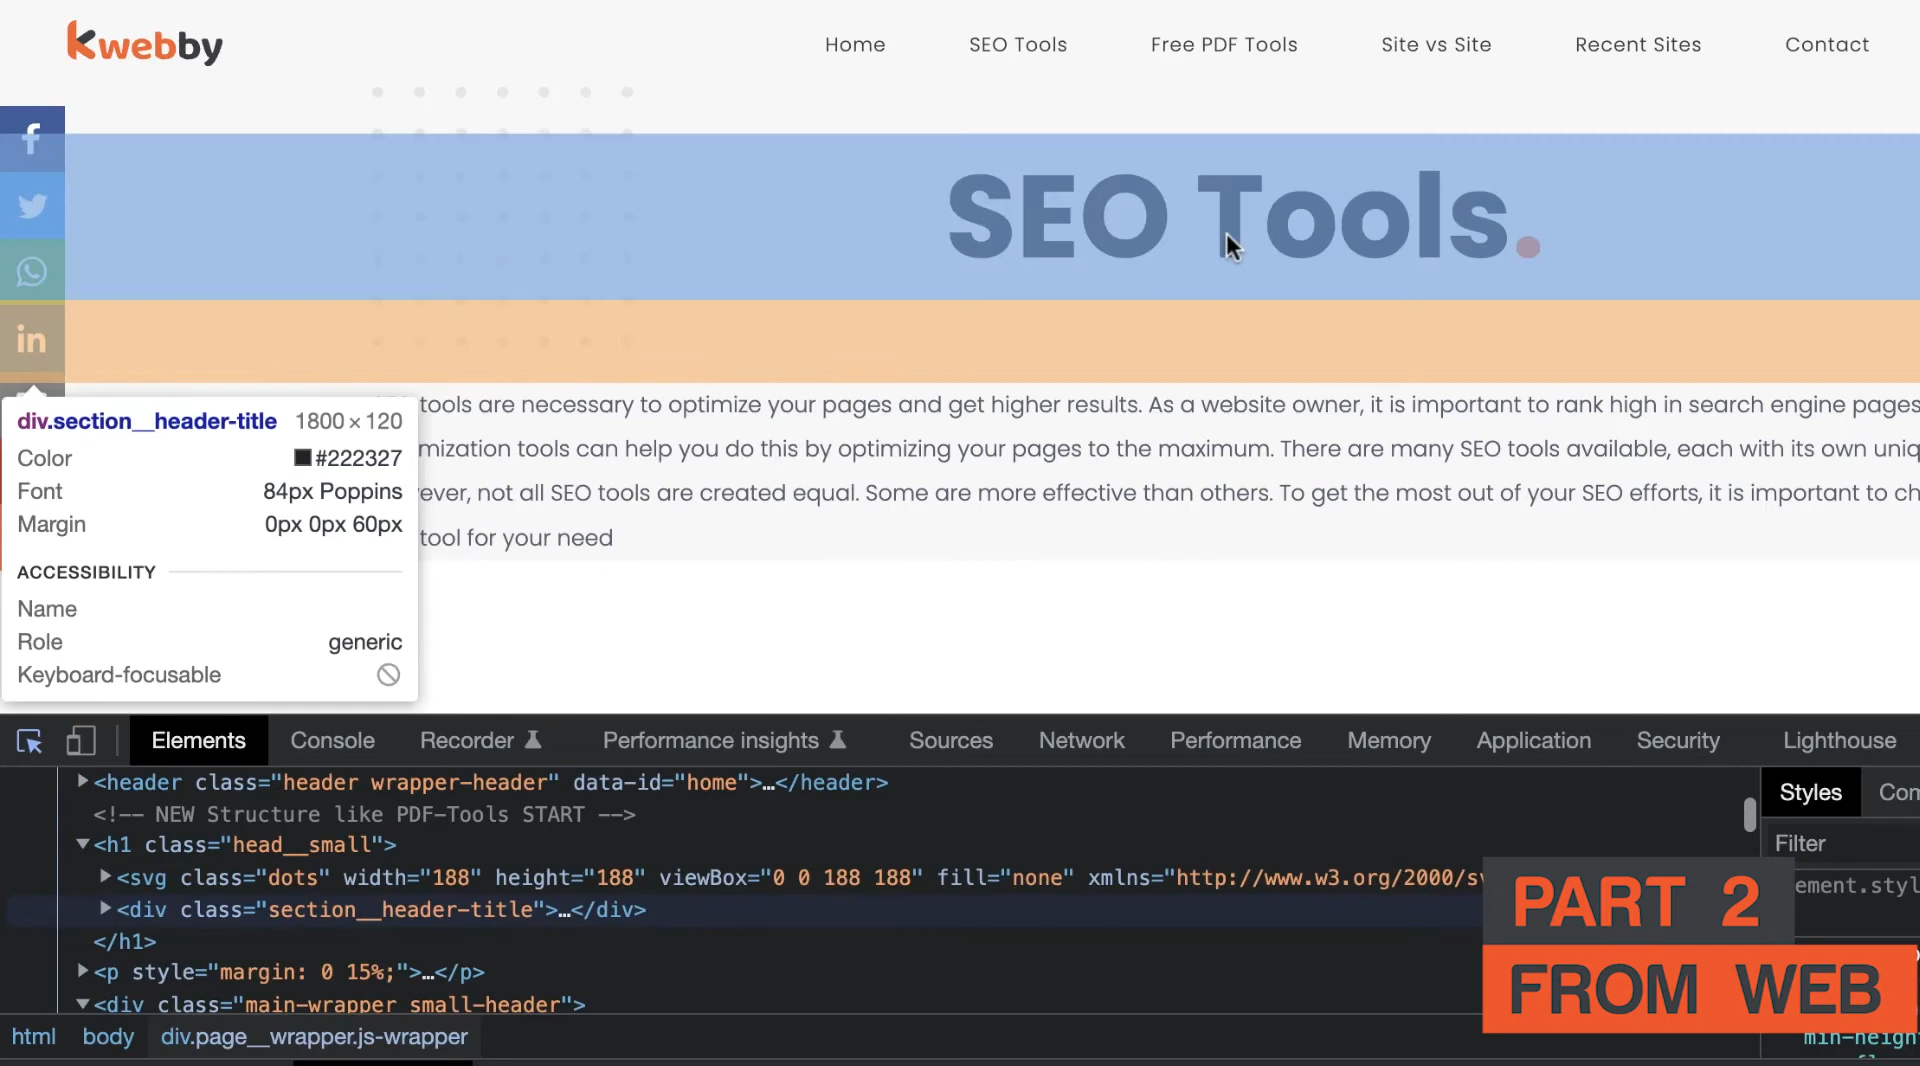 kwebby
Home SEO Tools Free PDF Tools Site vs Site Recent Sites Contact
SEO Tools.
tools are necessary to optimize your pages and get higher results. As a website owner, it is important to rank high in search engine pages
mization tools can help you do this by optimizing your pages to the maximum. There are many SEO tools available, each with its own uniq
ever, not all SEO tools are created equal. Some are more effective than others. To get the most out of your SEO efforts, it is important to ch
tool for your need
div.section__header-title 1800 × 120
Color #222327
Font 84px Poppins
Margin 0px 0px 60px
ACCESSIBILITY
Name
Role generic
Keyboard-focusable
Elements Console Recorder Performance insights Sources Network Performance Memory Application Security Lighthouse
<header class="header wrapper-header" data-id="home">…</header>
<!-- NEW Structure like PDF-Tools START -->
<h1 class="head__small">
<svg class="dots" width="188" height="188" viewBox="0 0 188 188" fill="none" xmlns="http://www.w3.org/2000/sv
<div class="section__header-title">…</div>
</h1>
<p style="margin: 0 15%;">…</p>
<div class="main-wrapper small-header">
html body div.page__wrapper.js-wrapper
Styles Com
Filter
ement.styl
PART 2
FROM WEB
min-heigh